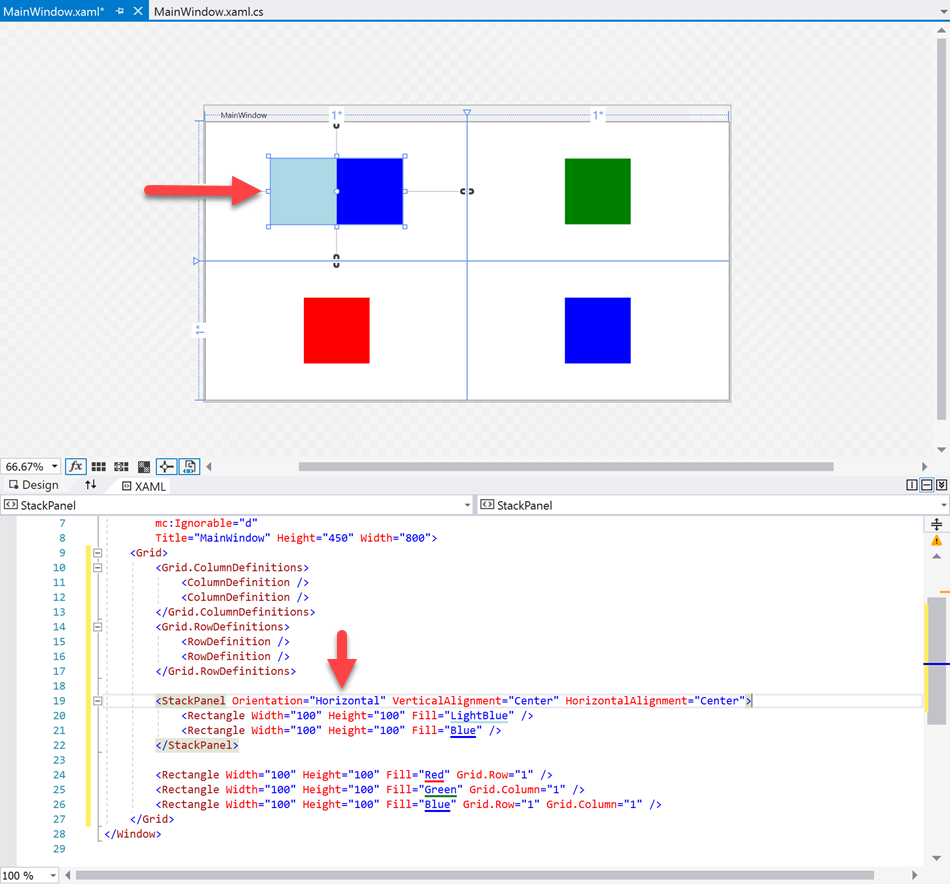 MainWindow.xaml* MainWindow.xaml.cs
MainWindow 1* 1*
1*
66.67% fx
Design XAML
StackPanel StackPanel
7 mc:Ignorable="d"
8 Title="MainWindow" Height="450" Width="800">
9 <Grid>
10 <Grid.ColumnDefinitions>
11 <ColumnDefinition />
12 <ColumnDefinition />
13 </Grid.ColumnDefinitions>
14 <Grid.RowDefinitions>
15 <RowDefinition />
16 <RowDefinition />
17 </Grid.RowDefinitions>
18
19 <StackPanel Orientation="Horizontal" VerticalAlignment="Center" HorizontalAlignment="Center">
20 <Rectangle Width="100" Height="100" Fill="LightBlue" />
21 <Rectangle Width="100" Height="100" Fill="Blue" />
22 </StackPanel>
23
24 <Rectangle Width="100" Height="100" Fill="Red" Grid.Row="1" />
25 <Rectangle Width="100" Height="100" Fill="Green" Grid.Column="1" />
26 <Rectangle Width="100" Height="100" Fill="Blue" Grid.Row="1" Grid.Column="1" />
27 </Grid>
28 </Window>
29
100 %